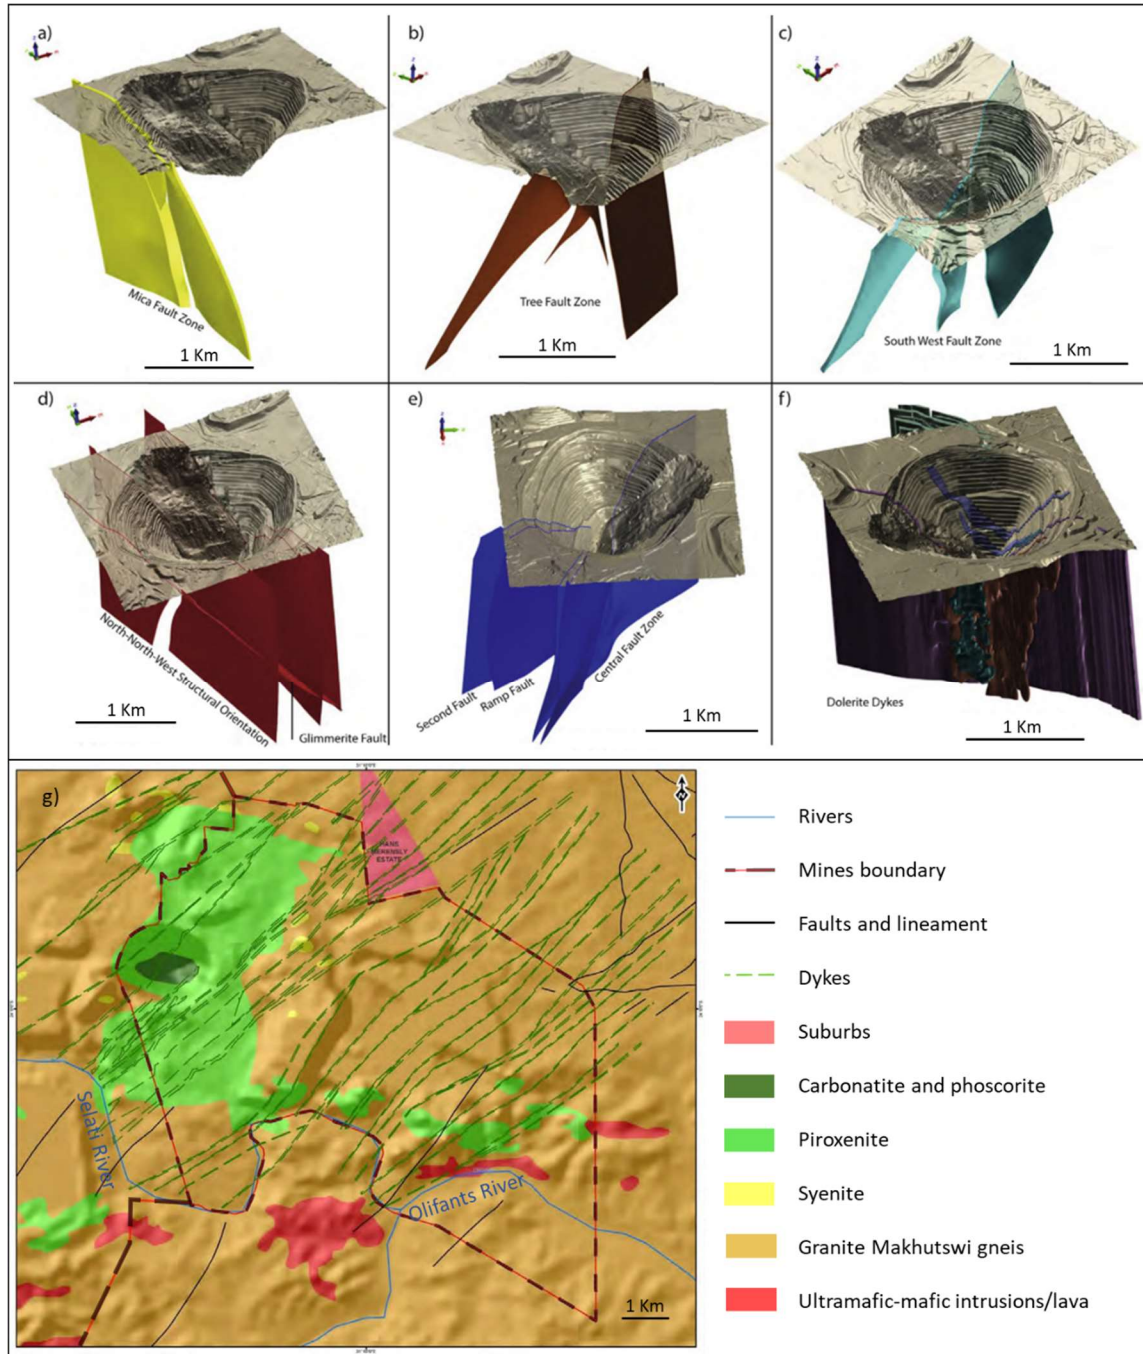 a)
b)
c)
Mica Fault Zone
1 Km
Tree Fault Zone
1 Km
South West Fault Zone
1 Km
d)
e)
f)
North-North-West Structural Orientation
Glimmerite Fault
1 Km
Second Fault
Ramp Fault
Central Fault Zone
1 Km
Dolerite Dykes
1 Km
g)
N
HANS
MERENSLY
ESTATE
Selati River
Olifants River
1 Km
Rivers
Mines boundary
Faults and lineament
Dykes
Suburbs
Carbonatite and phoscorite
Piroxenite
Syenite
Granite Makhutswi gneis
Ultramafic-mafic intrusions/lava